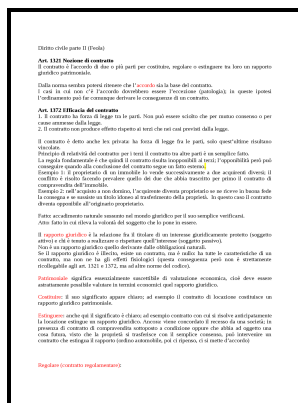 Diritto civile parte II (Feola)
Art. 1321 Nozione di contratto
Il contratto è l'accordo di due o più parti per costituire, regolare o estinguere tra loro un rapporto
giuridico patrimoniale.
Dalla norma sembra potersi ritenere che l'accordo sia la base del contratto.
I casi in cui non c'è l'accordo dovrebbero essere l'eccezione (patologia); in queste ipotesi
l'ordinamento può far comunque derivare le conseguenze di un contratto.
Art. 1372 Efficacia del contratto
1. Il contratto ha forza di legge tra le parti. Non può essere sciolto che per mutuo consenso o per
cause ammesse dalla legge.
2. Il contratto non produce effetto rispetto ai terzi che nei casi previsti dalla legge.
Il contratto è detto anche lex privata: ha forza di legge fra le parti, solo quest'ultime risultano
vincolate.
Principio di relatività del contratto: per i terzi il contratto tra altre parti è un semplice fatto.
La regola fondamentale è che quindi il contratto risulta inopponibili ai terzi; l'opponibilità però può
conseguire quando alla conclusione del contratto segue un fatto esterno.
Esempio 1: il proprietario di un immobile lo vende successivamente a due acquirenti diversi; il
conflitto è risolto facendo prevalere quello dei due che abbia trascritto per primo il contratto di
compravendita dell'immobile.
Esempio 2: nell'acquisto a non domino, l'acquirente diventa proprietario se ne riceve in buona fede
la consegna e se sussiste un titolo idoneo al trasferimento della proprietà. In questo caso il contratto
diventa opponibile all'originario proprietario.
Fatto: accadimento naturale sussunto nel mondo giuridico per il suo semplice verificarsi.
Atto: fatto in cui rileva la volontà del soggetto che lo pone in essere.
Il rapporto giuridico è la relazione fra il titolare di un interesse giuridicamente protetto (soggetto
attivo) e chi è tenuto a realizzare o rispettare quell'interesse (soggetto passivo).
Non è un rapporto giuridico quello derivante dalle obbligazioni naturali.
Se il rapporto giuridico è illecito, esiste un contratto, ma è nullo: ha tutte le caratteristiche di un
contratto, ma non ne ha gli effetti fisiologici (questa conseguenza però non è strettamente
ricollegabile agli art. 1321 e 1372, ma ad altre norme del codice).
Patrimoniale: significa essenzialmente suscettibile di valutazione economica, cioè deve essere
astrattamente possibile valutare in termini economici quel rapporto giuridico.
Costituire: il suo significato appare chiaro; ad esempio il contratto di locazione costituisce un
rapporto giuridico patrimoniale.
Estinguere: anche qui il significato è chiaro; ad esempio contratto con cui si risolve anticipatamente
la locazione estingue un rapporto giuridico. Ancora: viene concordato il recesso da una società; in
presenza di contratto di compravendita sottoposto a condizione oppure che abbia ad oggetto una
cosa futura, visto che la proprietà si trasferisce con il semplice consenso, può intervenire un
contratto che estingua il rapporto (ordine automobile, poi ci ripenso, ci si mette d'accordo)
Regolare (contratto regolamentare):